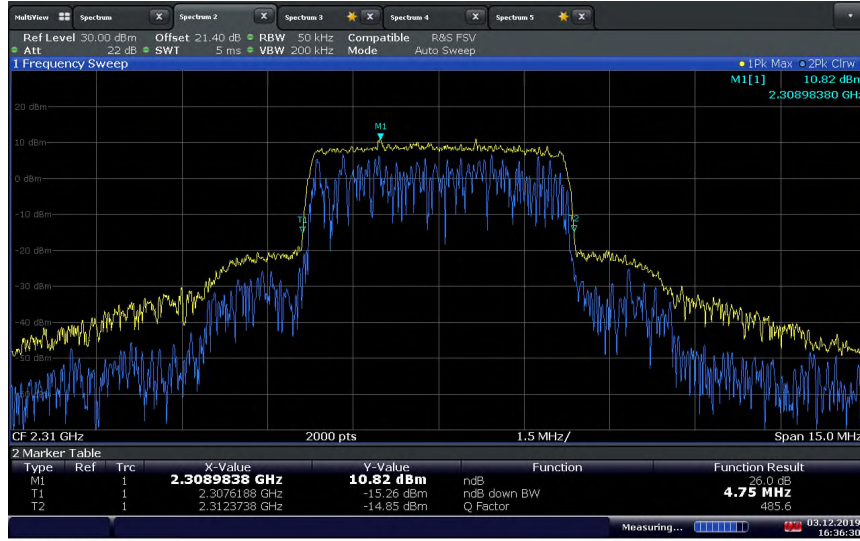 MultiView Spectrum X Spectrum 2 X Spectrum 3 X Spectrum 4 X Spectrum 5 X
Ref Level 30.00 dBm Offset 21.40 dB RBW 50 kHz Compatible R&S FSV
Att 22 dB SWT 5 ms VBW 200 kHz Mode Auto Sweep
1 Frequency Sweep 1Pk Max 2Pk Clrw
M1[1] 10.82 dBm
2.30898380 GHz
20 dBm
M1
10 dBm
0 dBm
-10 dBm
T1
T2
-20 dBm
-30 dBm
-40 dBm
-50 dBm
CF 2.31 GHz 2000 pts 1.5 MHz/ Span 15.0 MHz
2 Marker Table
Type Ref Trc X-Value Y-Value Function Function Result
M1 1 2.3089838 GHz 10.82 dBm ndB 26.0 dB
T1 1 2.3076188 GHz -15.26 dBm ndB down BW 4.75 MHz
T2 1 2.3123738 GHz -14.85 dBm Q Factor 485.6
Measuring... 03.12.2019
16:36:30